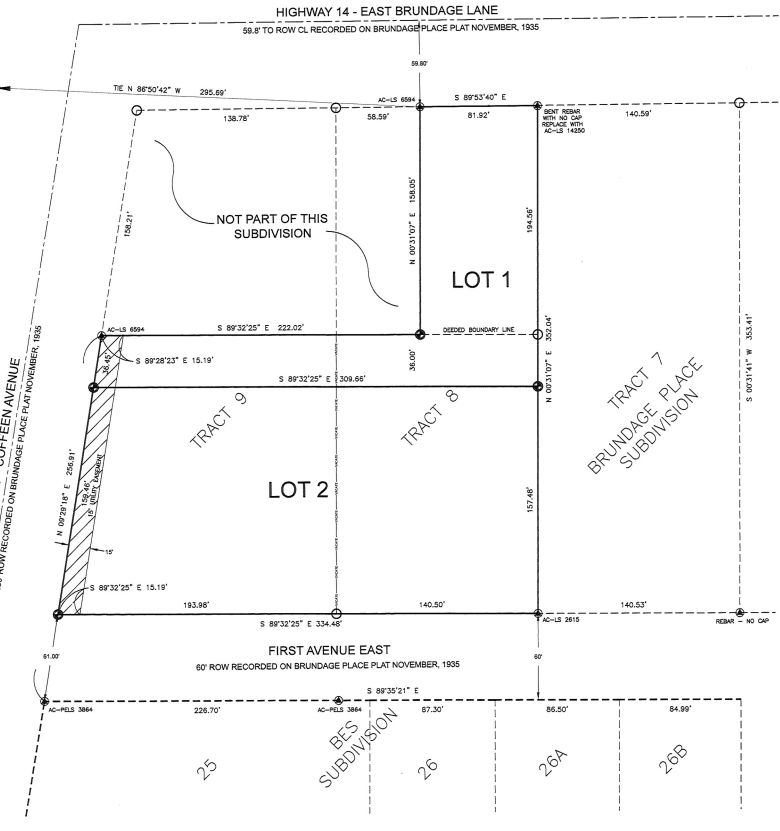 HIGHWAY 14 - EAST BRUNDAGE LANE
59.8' TO ROW CL RECORDED ON BRUNDAGE PLACE PLAT NOVEMBER, 1935
59.80'
TIE N 86'50'42" W 295.69'
AC-LS 6594
S 89'53'40" E
138.78'
58.59'
81.92'
BENT REBAR
WITH NO CAP
REPLACE WITH
AC-LS 14250
140.59'
158.21'
NOT PART OF THIS
SUBDIVISION
N 00'31'07" E 158.05'
194.56'
LOT 1
AC-LS 6594
S 89'32'25" E 222.02'
DEEDED BOUNDARY LINE
N 00'31'07" E 352.04'
S 00'31'41" W 353.41'
36.45'
S 89'28'23" E 15.19'
36.00'
S 89'32'25" E 309.66'
TRACT 9
TRACT 8
TRACT 7
BRUNDAGE PLACE
SUBDIVISION
COFFEEN AVENUE
ROW RECORDED ON BRUNDAGE PLACE PLAT NOVEMBER, 1935
N 09'29'18" E 256.91'
159.46'
15' UTILITY EASEMENT
LOT 2
157.48'
15'
S 89'32'25" E 15.19'
193.98'
140.50'
140.53'
S 89'32'25" E 334.48'
AC-LS 2615
REBAR – NO CAP
FIRST AVENUE EAST
60' ROW RECORDED ON BRUNDAGE PLACE PLAT NOVEMBER, 1935
61.00'
60'
S 89'35'21" E
AC-PELS 3864
226.70'
AC-PELS 3864
87.30'
86.50'
84.99'
BES
SUBDIVISION
25
26
26A
26B